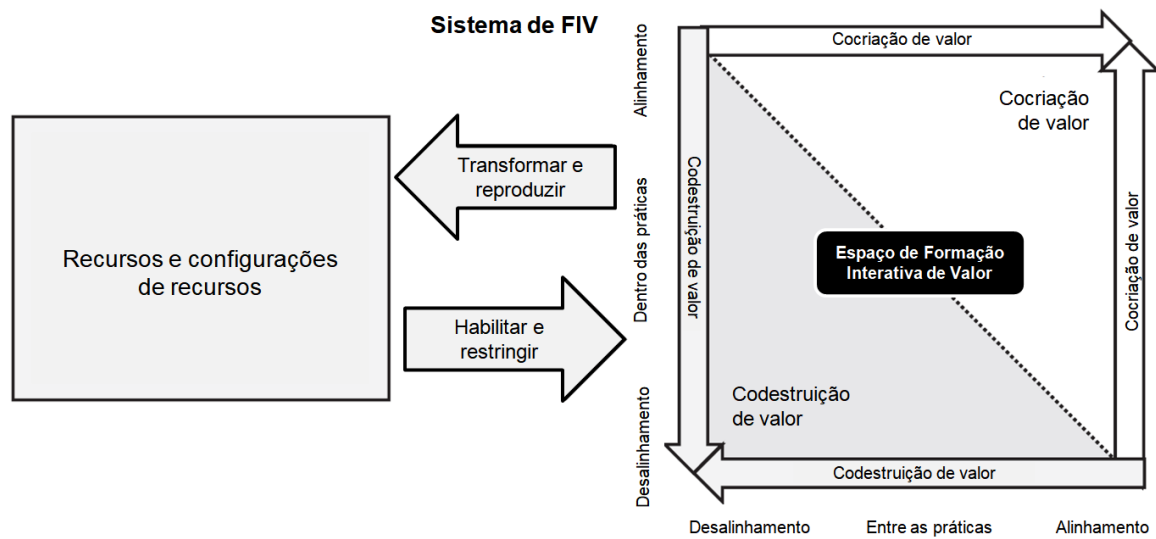 Sistema de FIV
Recursos e configurações
de recursos
Transformar e
reproduzir
Habilitar e
restringir
Alinhamento
Dentro das práticas
Desalinhamento
Cocriação de valor
Codestruição de valor
Cocriação
de valor
Espaço de Formação
Interativa de Valor
Cocriação de valor
Codestruição
de valor
Codestruição de valor
Desalinhamento
Entre as práticas
Alinhamento